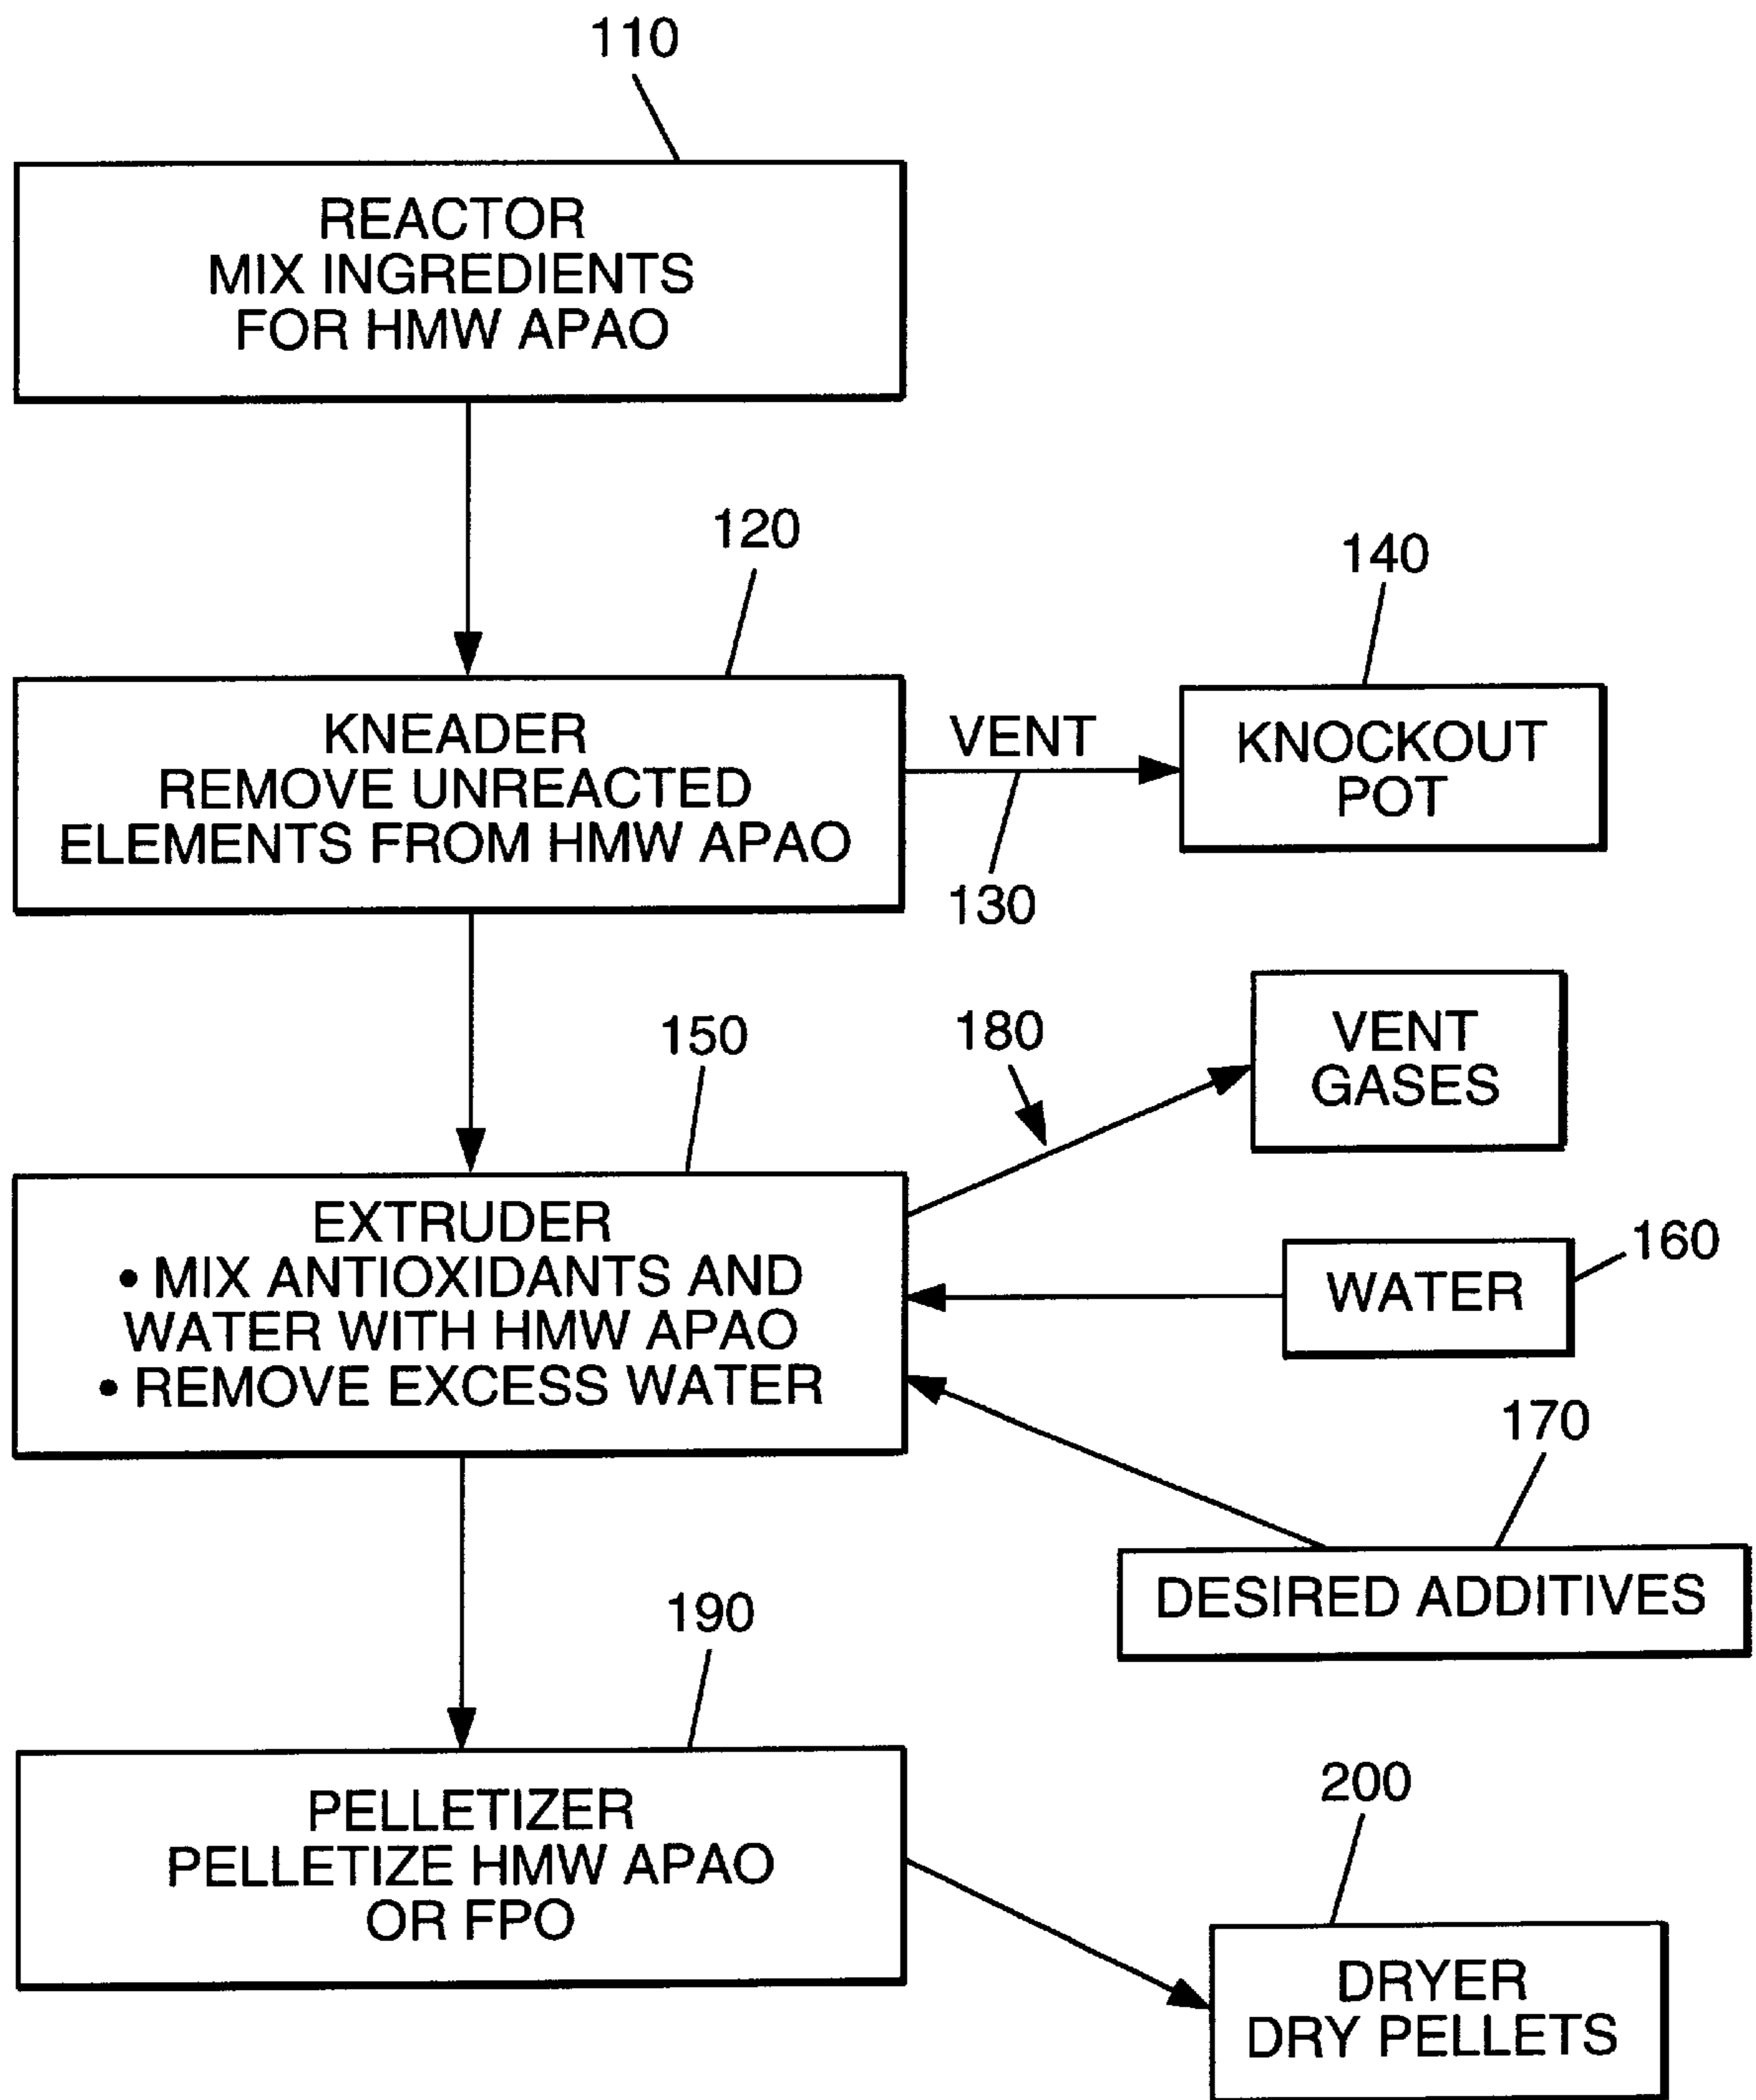 110
REACTOR
MIX INGREDIENTS
FOR HMW APAO
120
140
KNEADER
REMOVE UNREACTED
ELEMENTS FROM HMW APAO
VENT
130
KNOCKOUT
POT
150
180
VENT
GASES
EXTRUDER
• MIX ANTIOXIDANTS AND
WATER WITH HMW APAO
• REMOVE EXCESS WATER
WATER
160
170
DESIRED ADDITIVES
190
PELLETIZER
PELLETIZE HMW APAO
OR FPO
200
DRYER
DRY PELLETS